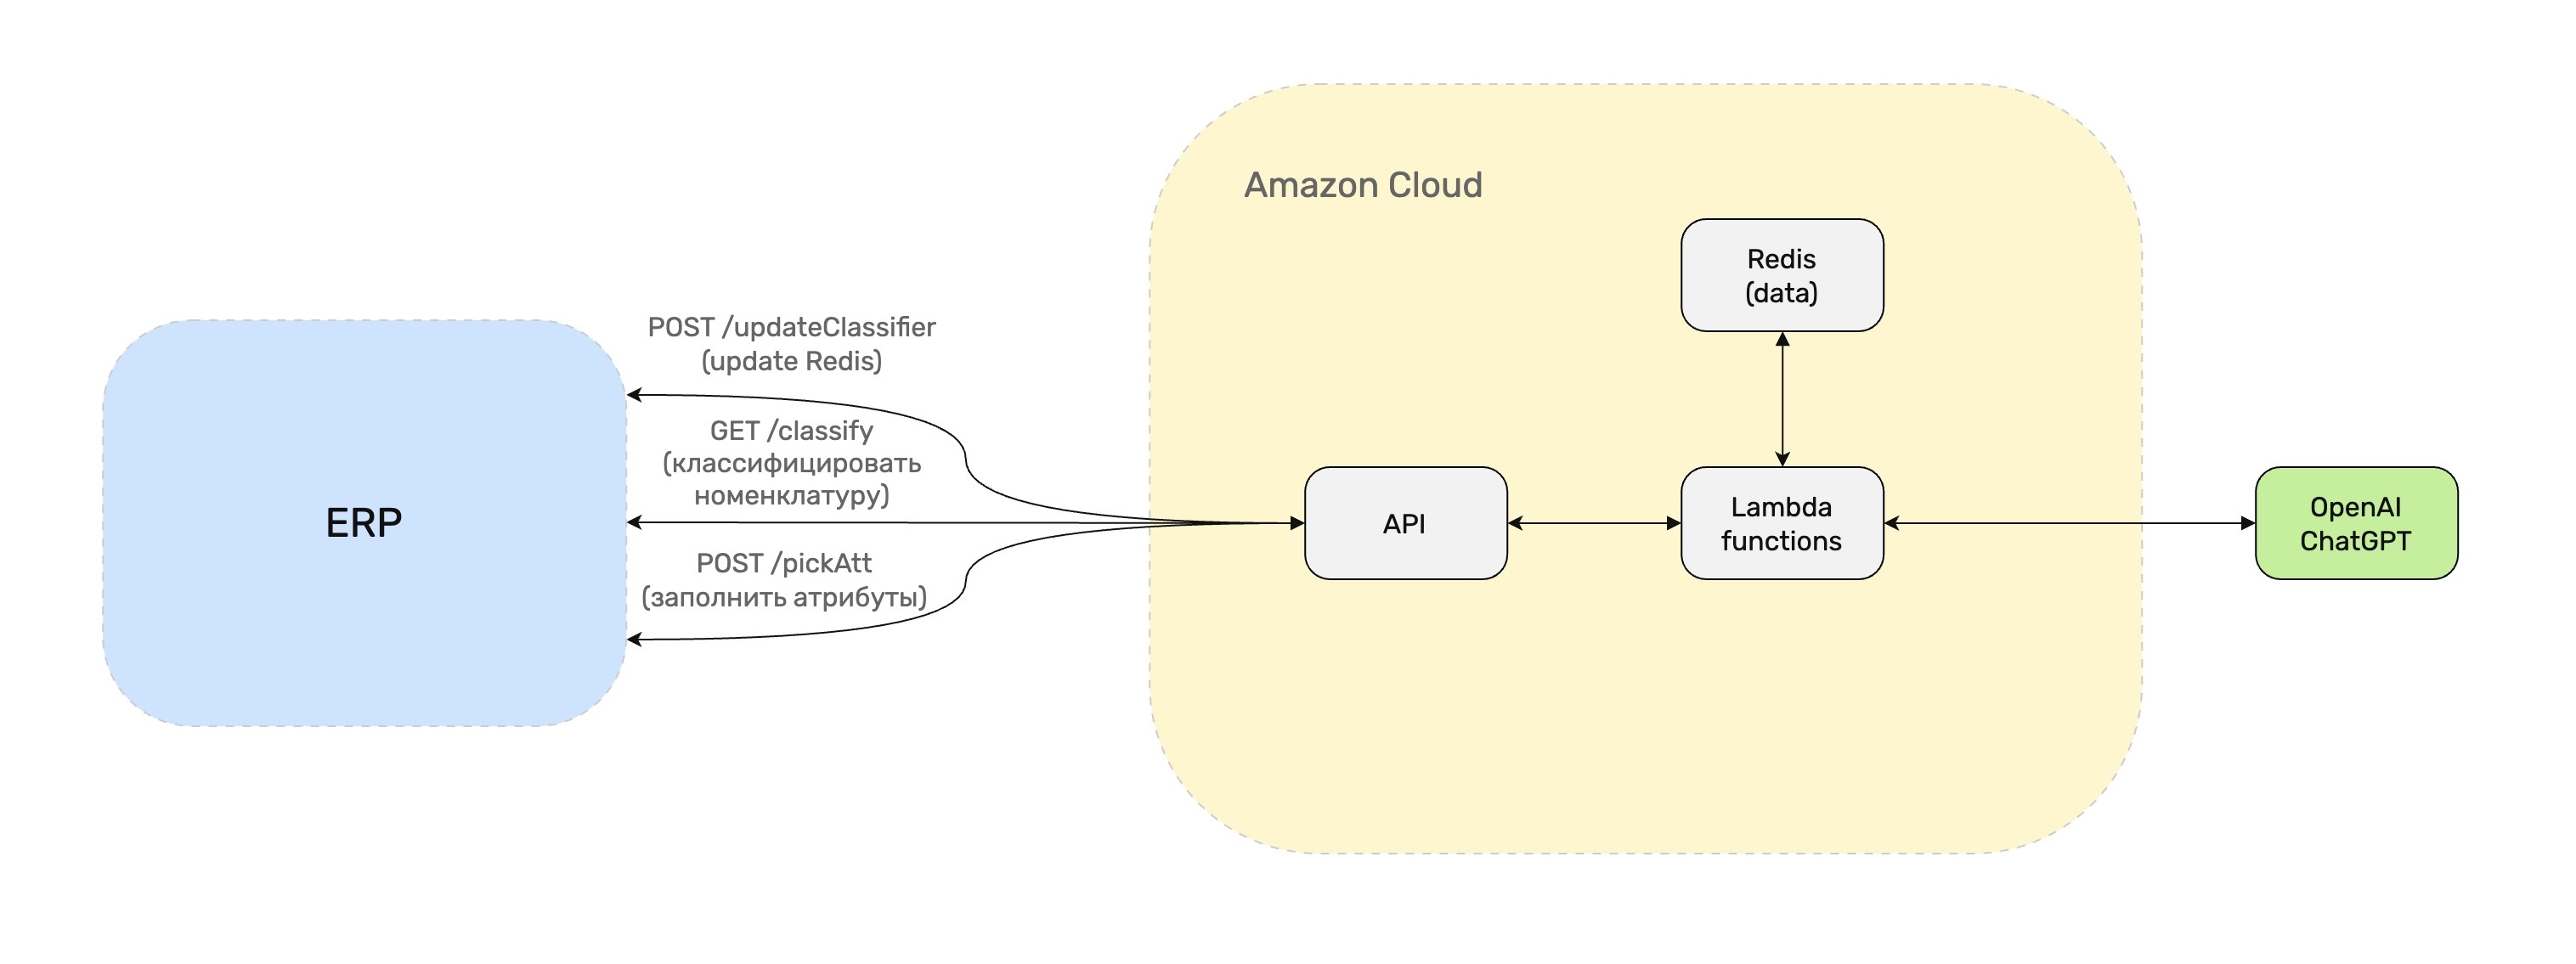 Amazon Cloud
Redis
(data)
POST /updateClassifier
(update Redis)
GET /classify
(классифицировать
номенклатуру)
ERP
POST /pickAtt
(заполнить атрибуты)
API
Lambda
functions
OpenAI
ChatGPT